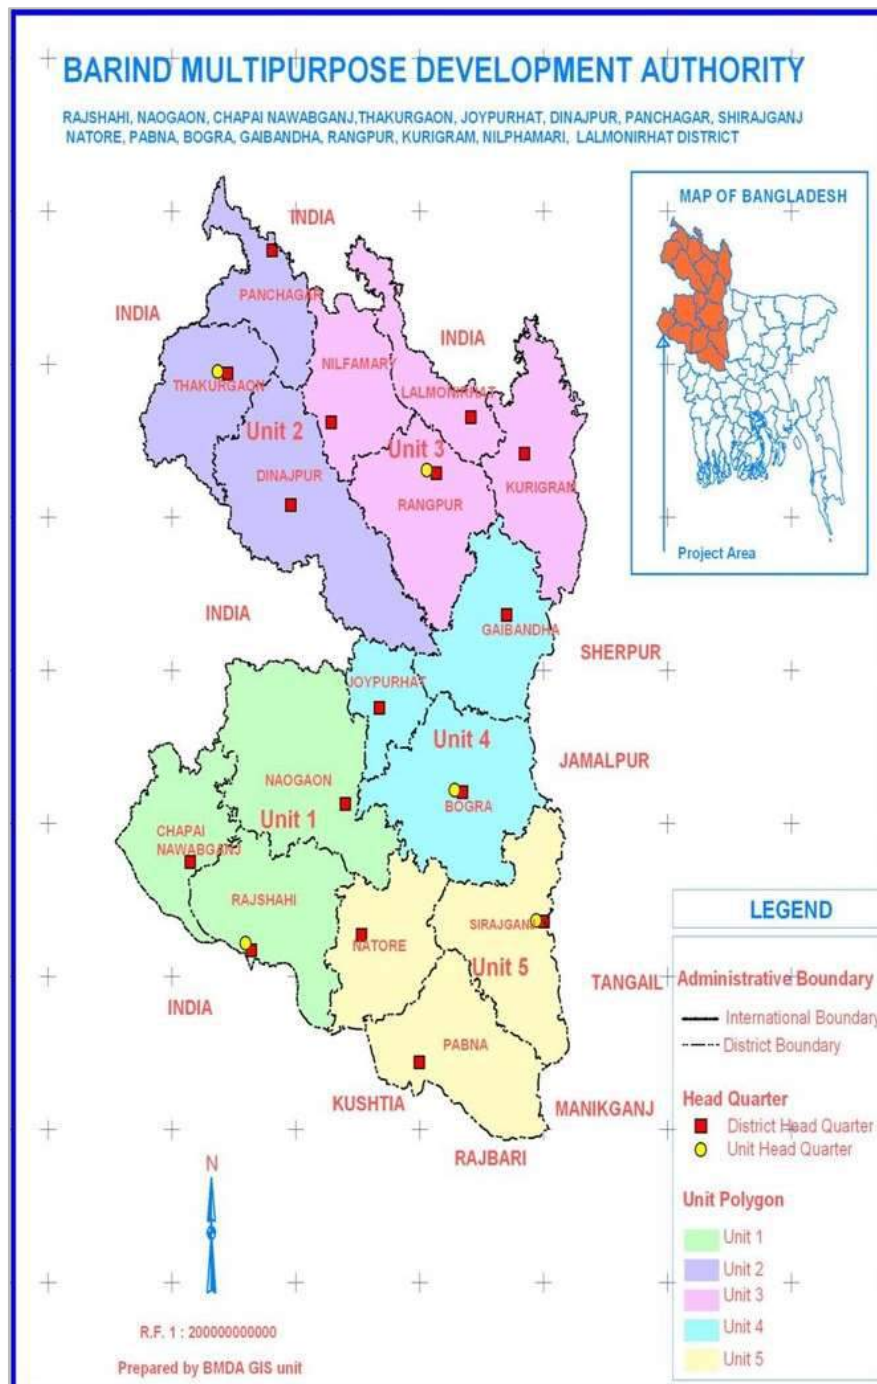 BARIND MULTIPURPOSE DEVELOPMENT AUTHORITY
RAJSHAHI, NAOGAON, CHAPAI NAWABGANJ,THAKURGAON, JOYPURHAT, DINAJPUR, PANCHAGAR, SHIRAJGANJ
NATORE, PABNA, BOGRA, GAIBANDHA, RANGPUR, KURIGRAM, NILPHAMARI, LALMONIRHAT DISTRICT
MAP OF BANGLADESH
Project Area
INDIA
PANCHAGAR
INDIA
INDIA
NILFAMARY
THAKURGAON
LALMONIRHAT
Unit 2
Unit 3
DINAJPUR
RANGPUR
KURIGRAM
INDIA
GAIBANDHA
SHERPUR
JOYPURHAT
Unit 4
JAMALPUR
NAOGAON
BOGRA
Unit 1
CHAPAI
NAWABGANJ
RAJSHAHI
SIRAJGANJ
NATORE
Unit 5
TANGAIL
INDIA
PABNA
KUSHTIA
MANIKGANJ
RAJBARI
LEGEND
Administrative Boundary
International Boundary
District Boundary
Head Quarter
District Head Quarter
Unit Head Quarter
Unit Polygon
Unit 1
Unit 2
Unit 3
Unit 4
Unit 5
N
R.F. 1 : 200000000000
Prepared by BMDA GIS unit